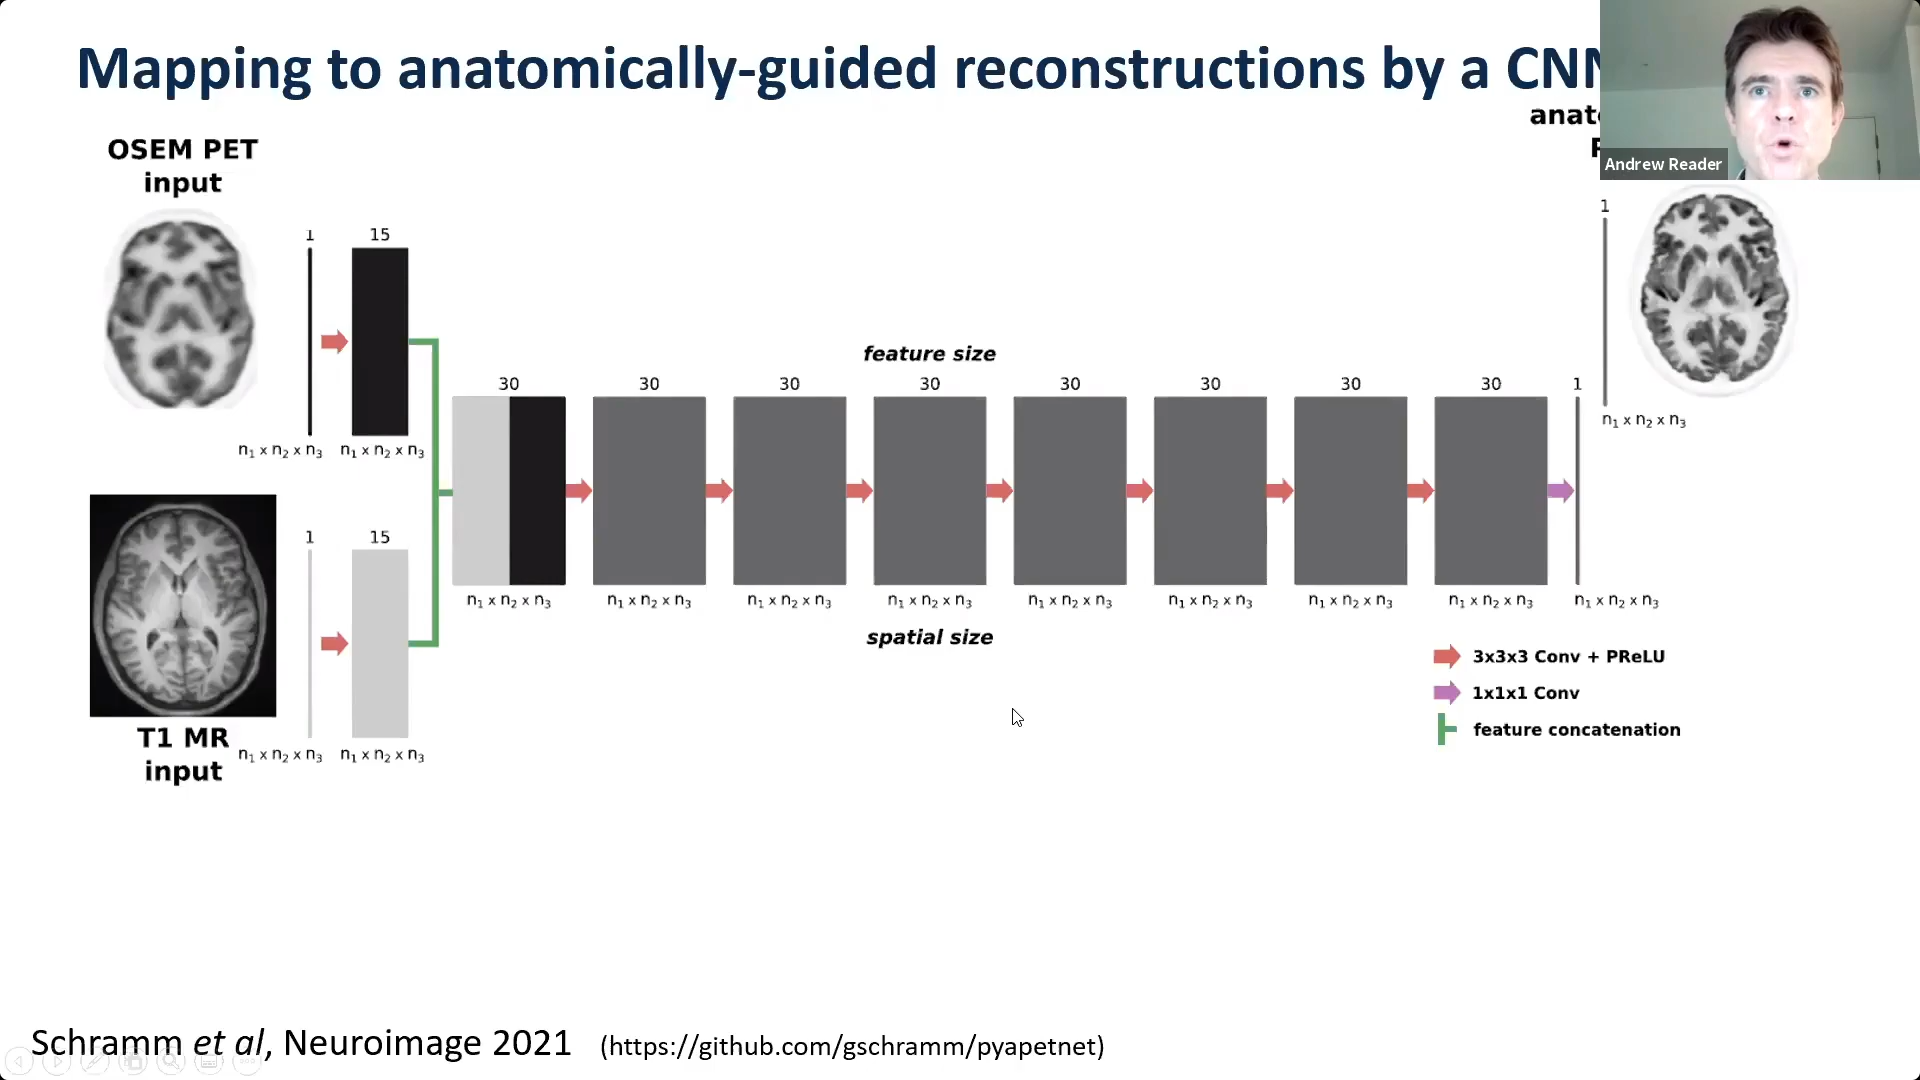 Mapping to anatomically-guided reconstructions by a CNN
Andrew Reader
OSEM PET
input
1
15
n₁ x n₂ x n₃
n₁ x n₂ x n₃
T1 MR
input
1
15
n₁ x n₂ x n₃
n₁ x n₂ x n₃
feature size
30
30
30
30
30
30
30
30
1
n₁ x n₂ x n₃
n₁ x n₂ x n₃
n₁ x n₂ x n₃
n₁ x n₂ x n₃
n₁ x n₂ x n₃
n₁ x n₂ x n₃
n₁ x n₂ x n₃
n₁ x n₂ x n₃
n₁ x n₂ x n₃
spatial size
1
n₁ x n₂ x n₃
3x3x3 Conv + PReLU
1x1x1 Conv
feature concatenation
Schramm et al, Neuroimage 2021 (https://github.com/gschramm/pyapetnet)